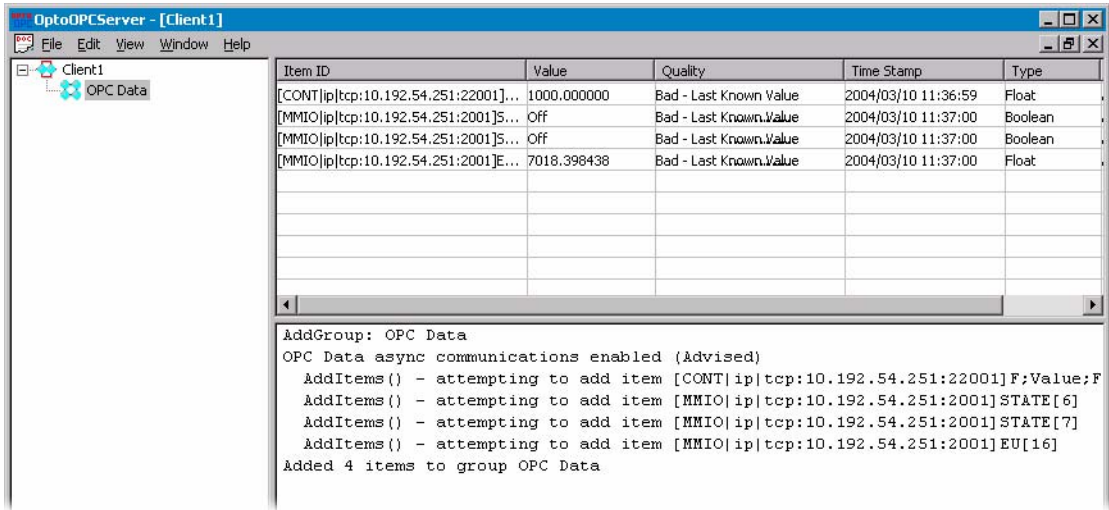 OptoOPCServer - [Client1]
File Edit View Window Help
Client1
OPC Data
Item ID Value Quality Time Stamp Type
[CONT|ip|tcp:10.192.54.251:22001]... 1000.000000 Bad - Last Known Value 2004/03/10 11:36:59 Float
[MMIO|ip|tcp:10.192.54.251:2001]S... Off Bad - Last Known Value 2004/03/10 11:37:00 Boolean
[MMIO|ip|tcp:10.192.54.251:2001]S... Off Bad - Last Known Value 2004/03/10 11:37:00 Boolean
[MMIO|ip|tcp:10.192.54.251:2001]E... 7018.398438 Bad - Last Known Value 2004/03/10 11:37:00 Float
AddGroup: OPC Data
OPC Data async communications enabled (Advised)
AddItems() - attempting to add item [CONT|ip|tcp:10.192.54.251:22001]F;Value;F
AddItems() - attempting to add item [MMIO|ip|tcp:10.192.54.251:2001]STATE[6]
AddItems() - attempting to add item [MMIO|ip|tcp:10.192.54.251:2001]STATE[7]
AddItems() - attempting to add item [MMIO|ip|tcp:10.192.54.251:2001]EU[16]
Added 4 items to group OPC Data